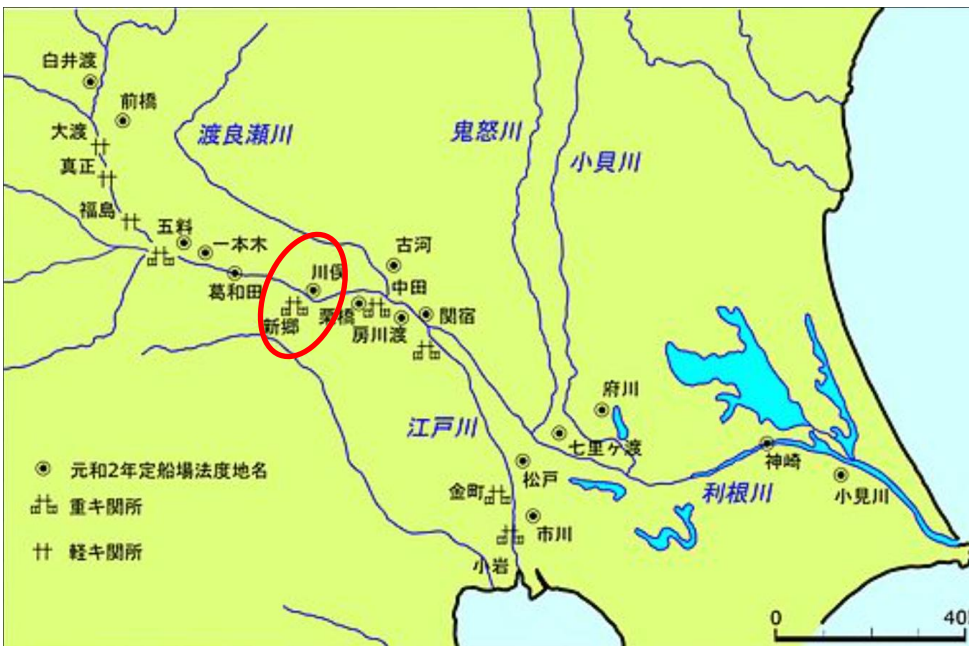 白井渡
前橋
大渡
真正
福島
五料
一本木
葛和田
渡良瀬川
鬼怒川
小貝川
川俣
新郷
古河
中田
栗橋
房川渡
関宿
江戸川
府川
七里ヶ渡
松戸
金町
市川
小岩
利根川
神崎
小見川
元和2年定船場法度地名
重キ関所
軽キ関所
0
40